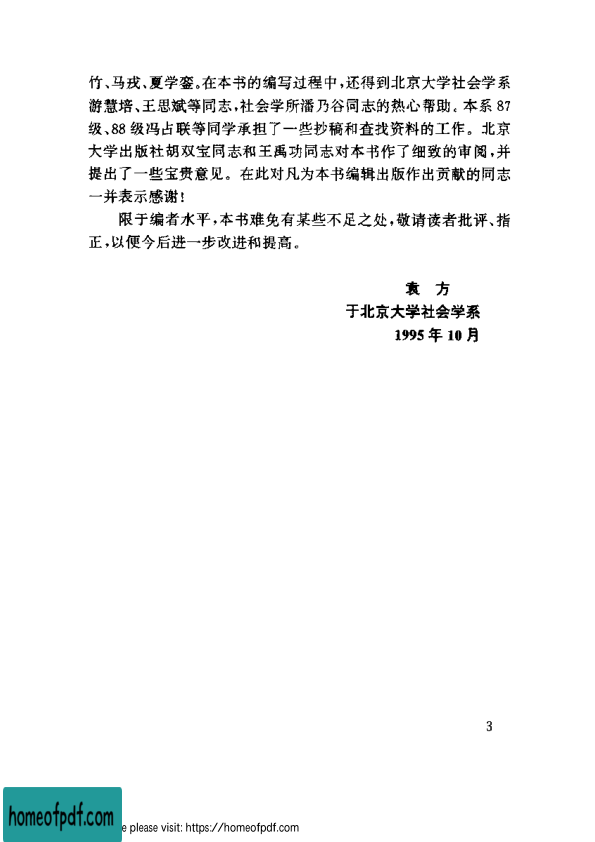 竹、马戎、夏学銮。在本书的编写过程中,还得到北京大学社会学系
游慧培、王思斌等同志,社会学所潘乃谷同志的热心帮助。本系87
级、88级冯占联等同学承担了一些抄稿和查找资料的工作。北京
大学出版社胡双宝同志和王禹功同志对本书作了细致的审阅,并
提出了一些宝贵意见。在此对凡为本书编辑出版作出贡献的同志
一并表示感谢!
限于编者水平,本书难免有某些不足之处,敬请读者批评、指
正,以便今后进一步改进和提高。
袁 方
于北京大学社会学系
1995年10月
3
homeofpdf.com
e please visit: https://homeofpdf.com